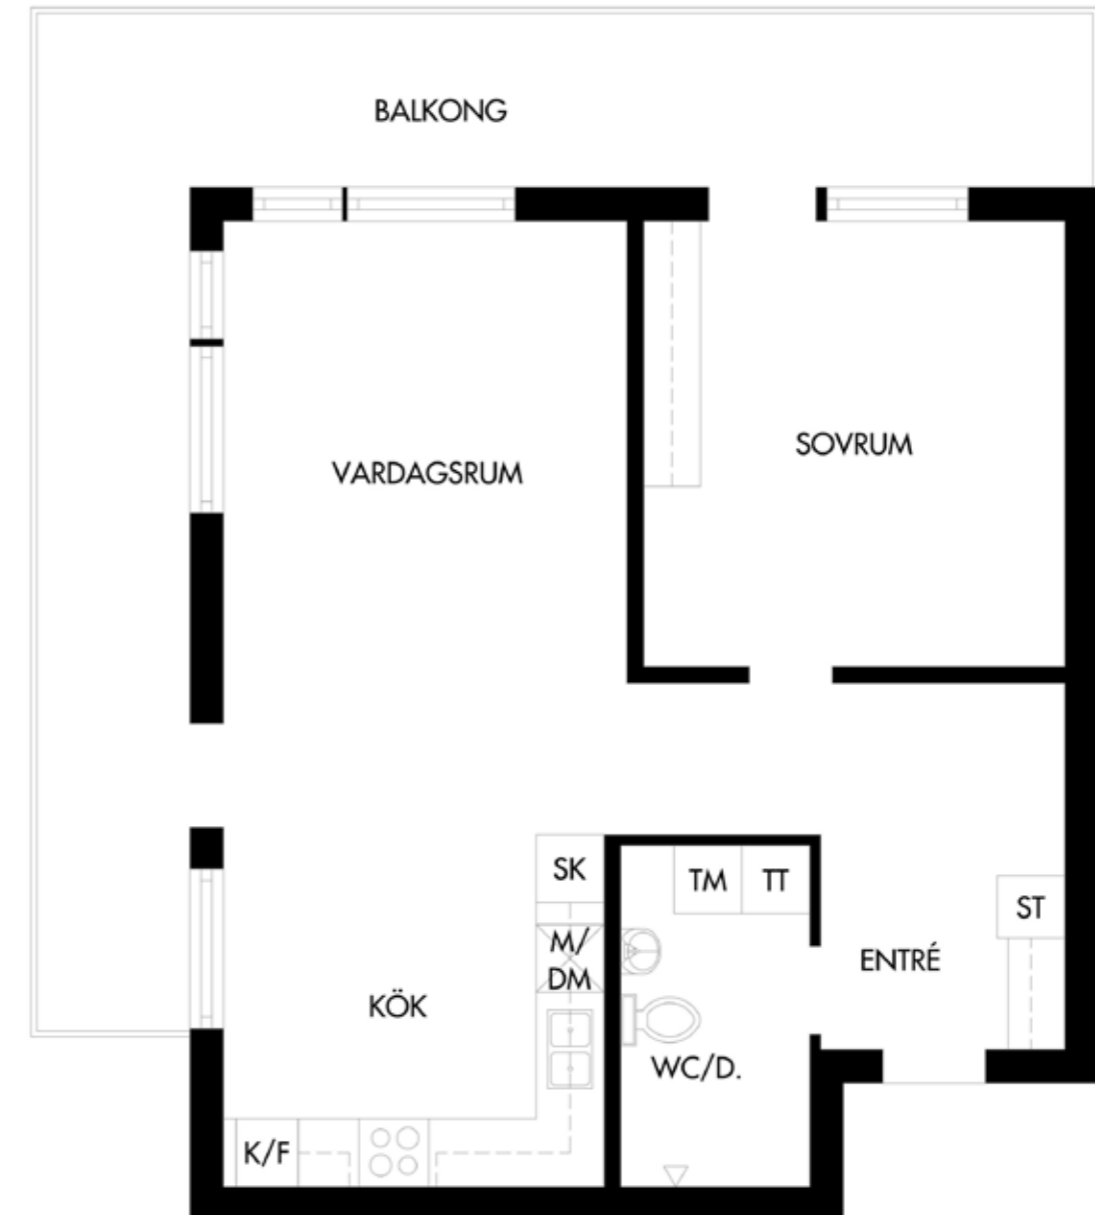 BALKONG
SOVRUM
VARDAGSRUM
SK
TM
TT
ST
M/
DM
ENTRÉ
KÖK
WC/D.
K/F